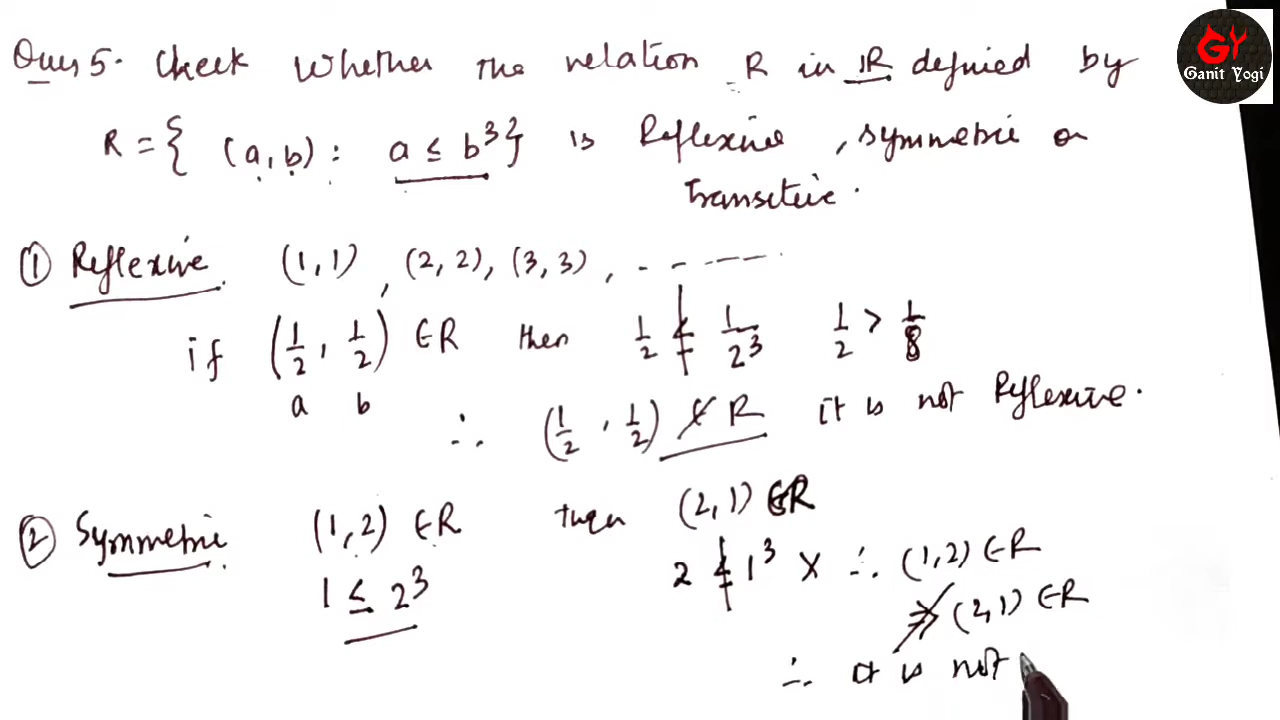 Ques 5. Check Whether the relation R in IR defined by
R = { (a, b) : a ≤ b³ } is Reflexive, symmetric or
Transitive.
① Reflexive (1,1), (2,2), (3,3), - - - - -
if (1/2, 1/2) ∈ R then 1/2 ≰ 1/2³ 1/2 > 1/8
a b
∴ (1/2, 1/2) ∉ R It is not Reflexive.
② Symmetric (1,2) ∈ R then (2,1) ∈ R
1 ≤ 2³ 2 ≰ 1³ X ∴ (1,2) ∈ R
⇏ (2,1) ∈ R
∴ it is not
GY
Ganit Yogi